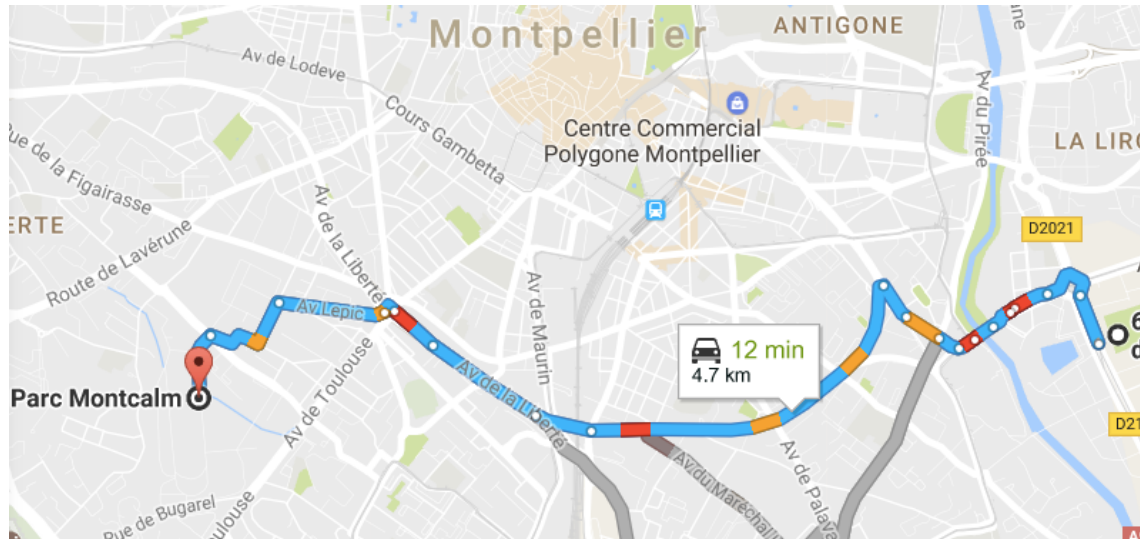 Montpellier
ANTIGONE
Av de Lodeve
Cours Gambetta
Av du Pirée
Centre Commercial
Polygone Montpellier
LA LIRO
Rue de la Figairasse
ERTE
Route de Lavérune
Av de la Liberté
D2021
Av Lepic
Av de Maurin
12 min
4.7 km
6
d
Parc Montcalm
Av de Toulouse
Av de la Liberté
D21
Av de Palava
Av du Maréchal
Rue de Bugarel
oulouse
A